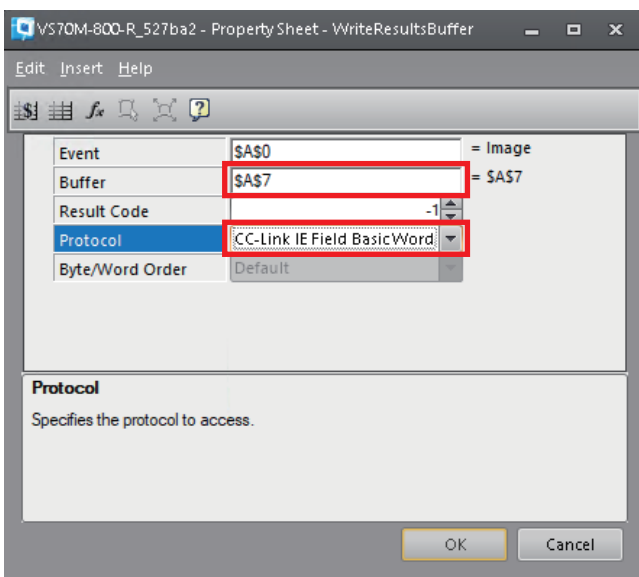 VS70M-800-R_527ba2 - Property Sheet - WriteResultsBuffer
Edit Insert Help
Event $A$0 = Image
Buffer $A$7 = $A$7
Result Code -1
Protocol CC-Link IE Field BasicWord
Byte/Word Order Default
Protocol
Specifies the protocol to access.
OK Cancel